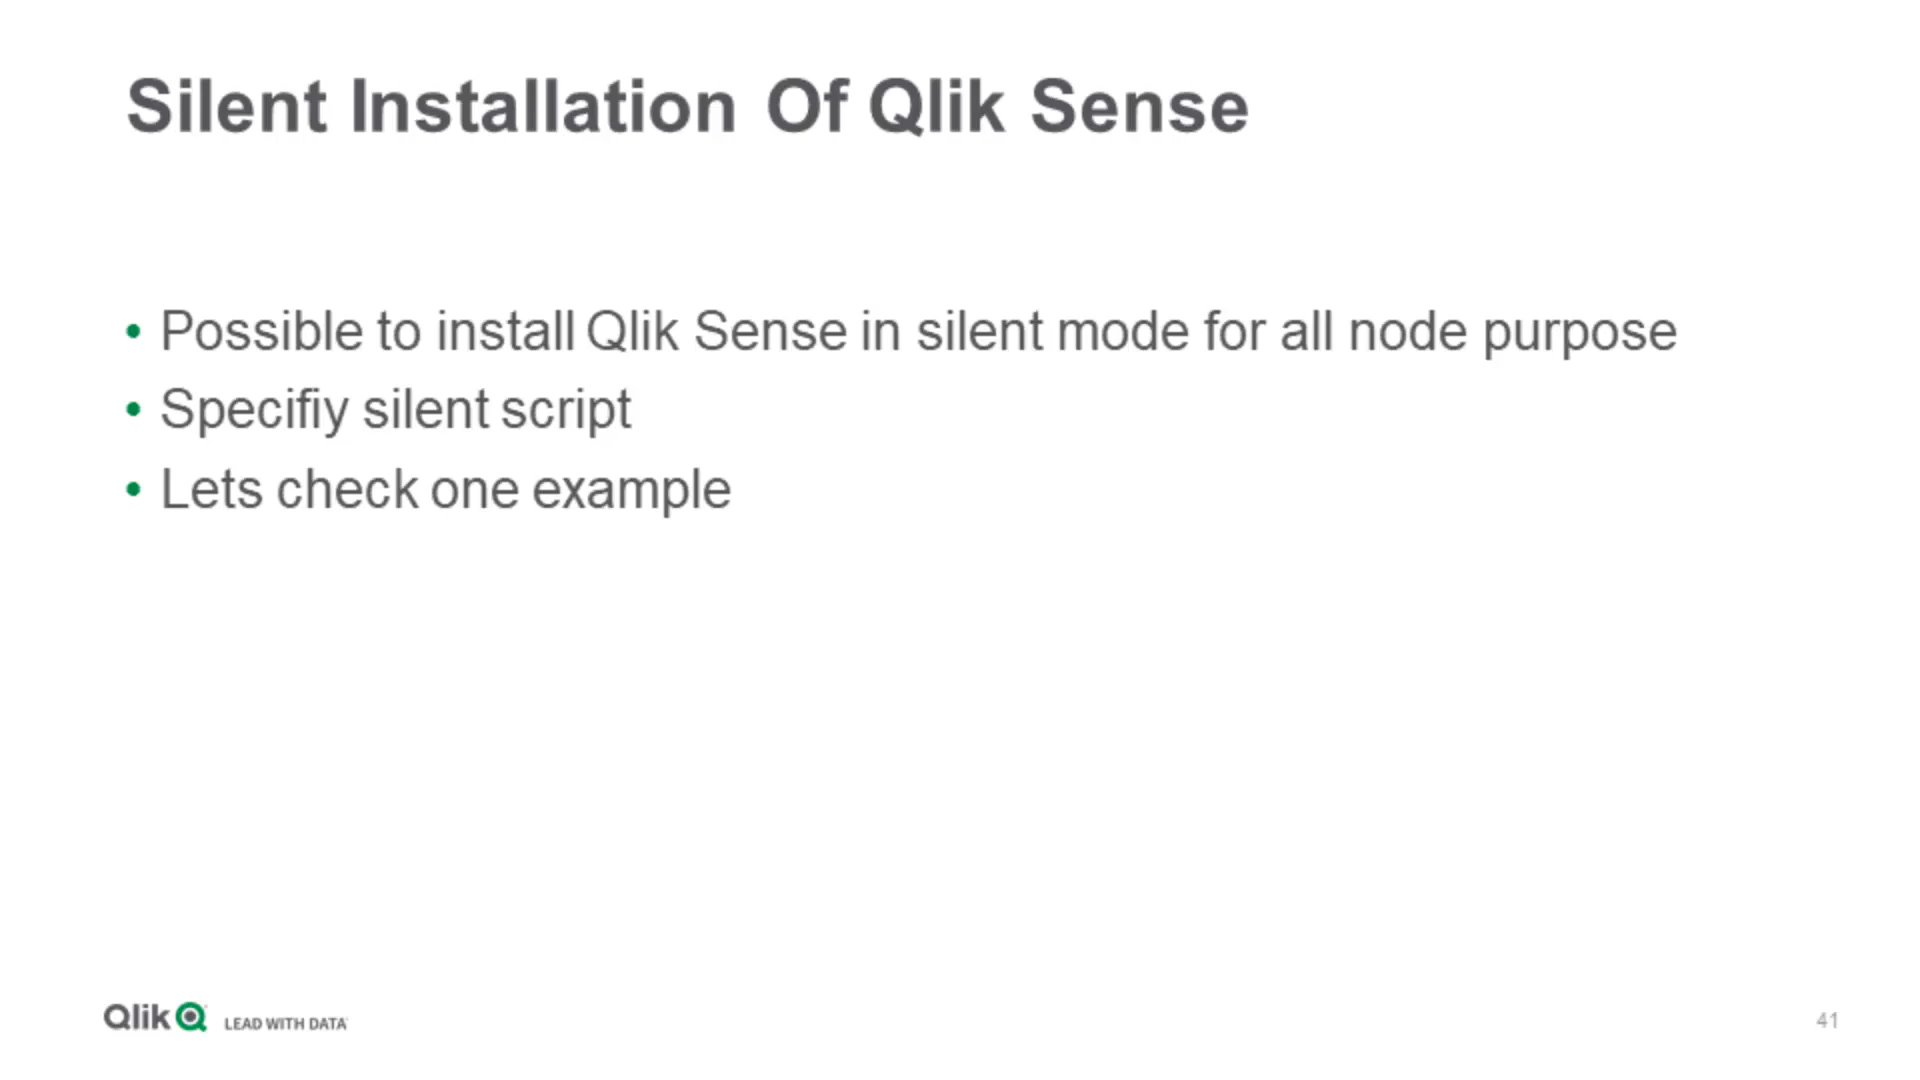 Silent Installation Of Qlik Sense
• Possible to install Qlik Sense in silent mode for all node purpose
• Specifiy silent script
• Lets check one example
Qlik LEAD WITH DATA
41